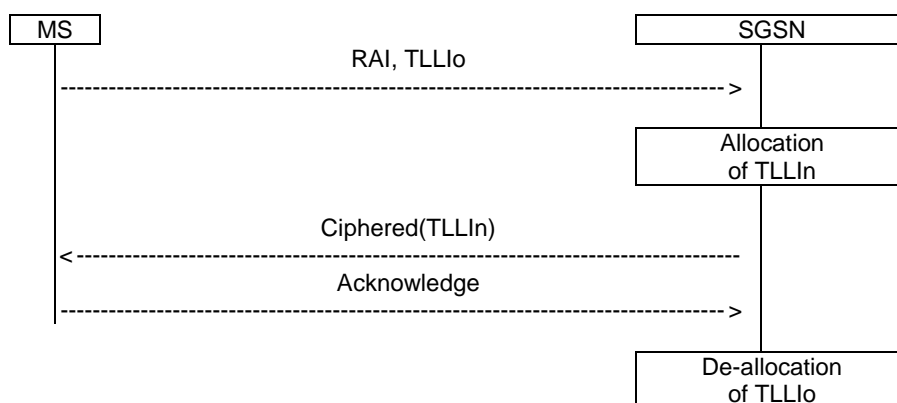 MS
SGSN
RAI, TLLIo
Allocation
of TLLIn
Ciphered(TLLIn)
Acknowledge
De-allocation
of TLLIo